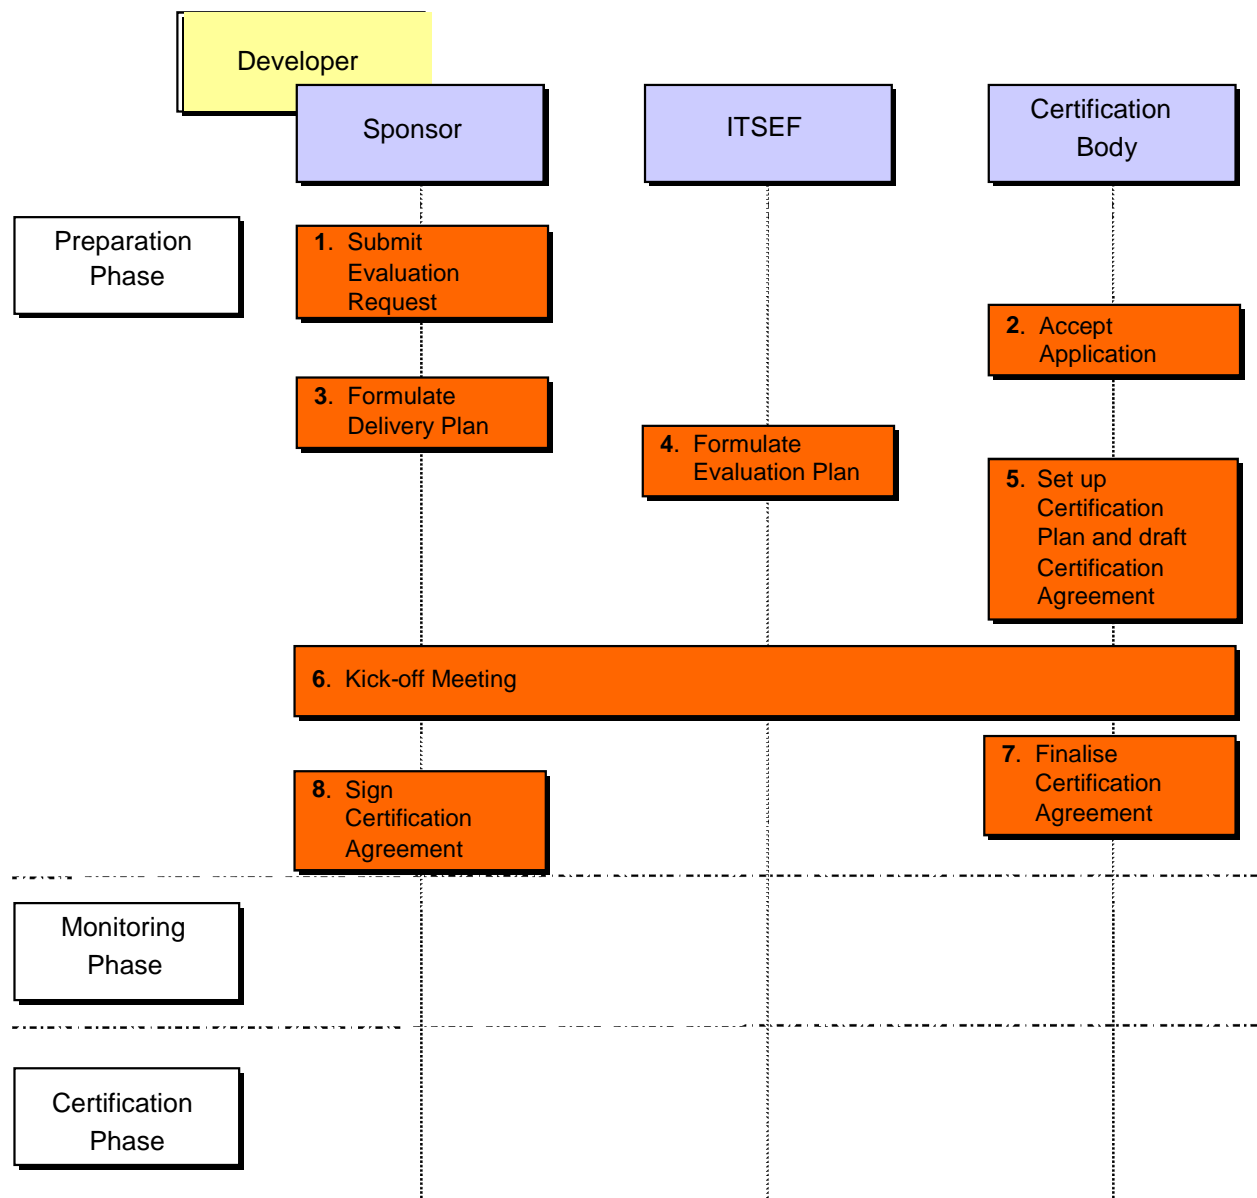 Developer
Sponsor
ITSEF
Certification
Body
Preparation
Phase
1. Submit
Evaluation
Request
2. Accept
Application
3. Formulate
Delivery Plan
4. Formulate
Evaluation Plan
5. Set up
Certification
Plan and draft
Certification
Agreement
6. Kick-off Meeting
7. Finalise
Certification
Agreement
8. Sign
Certification
Agreement
Monitoring
Phase
Certification
Phase